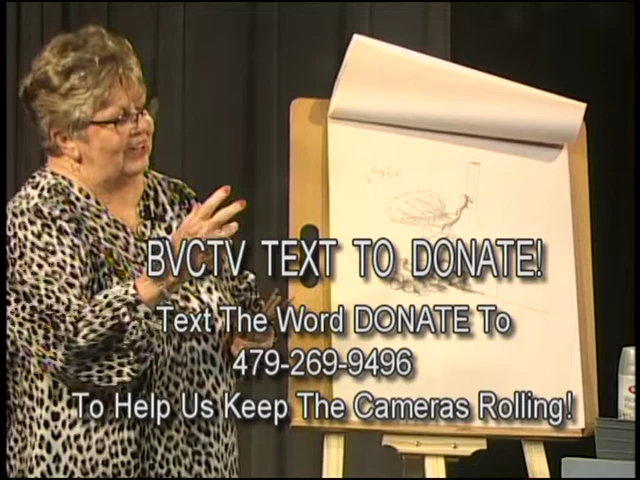 BVCTV TEXT TO DONATE!
Text The Word DONATE To
479-269-9496
To Help Us Keep The Cameras Rolling!